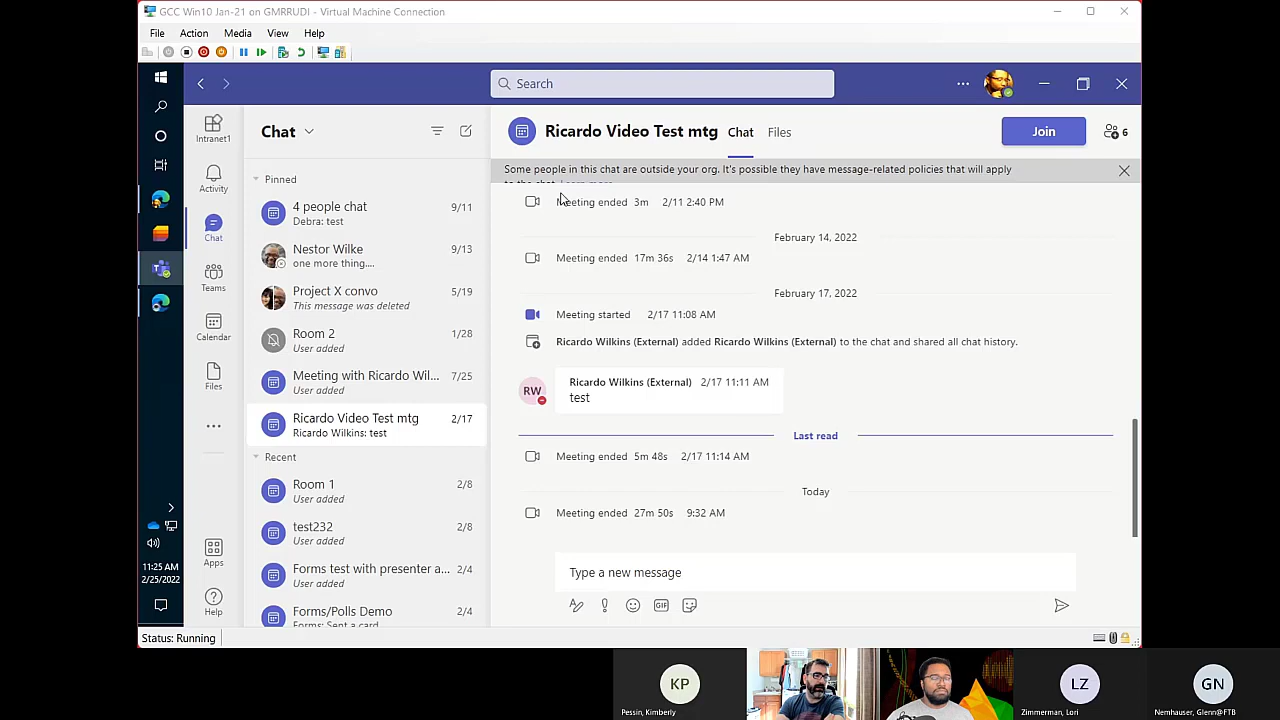 GCC Win10 Jan-21 on GMRRUDI - Virtual Machine Connection
File Action Media View Help
Search
Intranet1
Activity
Chat
Teams
Calendar
Files
Apps
Help
11:25 AM
2/25/2022
Chat
Pinned
4 people chat 9/11
Debra: test
Nestor Wilke 9/13
one more thing....
Project X convo 5/19
This message was deleted
Room 2 1/28
User added
Meeting with Ricardo Wil... 7/25
User added
Ricardo Video Test mtg 2/17
Ricardo Wilkins: test
Recent
Room 1 2/8
User added
test232 2/8
User added
Forms test with presenter a... 2/4
User added
Forms/Polls Demo 2/4
Forms: Sent a card
Ricardo Video Test mtg Chat Files Join 6
Some people in this chat are outside your org. It's possible they have message-related policies that will apply
to the chat. Learn more
Meeting ended 3m 2/11 2:40 PM
February 14, 2022
Meeting ended 17m 36s 2/14 1:47 AM
February 17, 2022
Meeting started 2/17 11:08 AM
Ricardo Wilkins (External) added Ricardo Wilkins (External) to the chat and shared all chat history.
RW
Ricardo Wilkins (External) 2/17 11:11 AM
test
Last read
Meeting ended 5m 48s 2/17 11:14 AM
Today
Meeting ended 27m 50s 9:32 AM
Type a new message
GIF
Status: Running
KP
Pessin, Kimberly
LZ
Zimmerman, Lori
GN
Nemhauser, Glenn@FTB